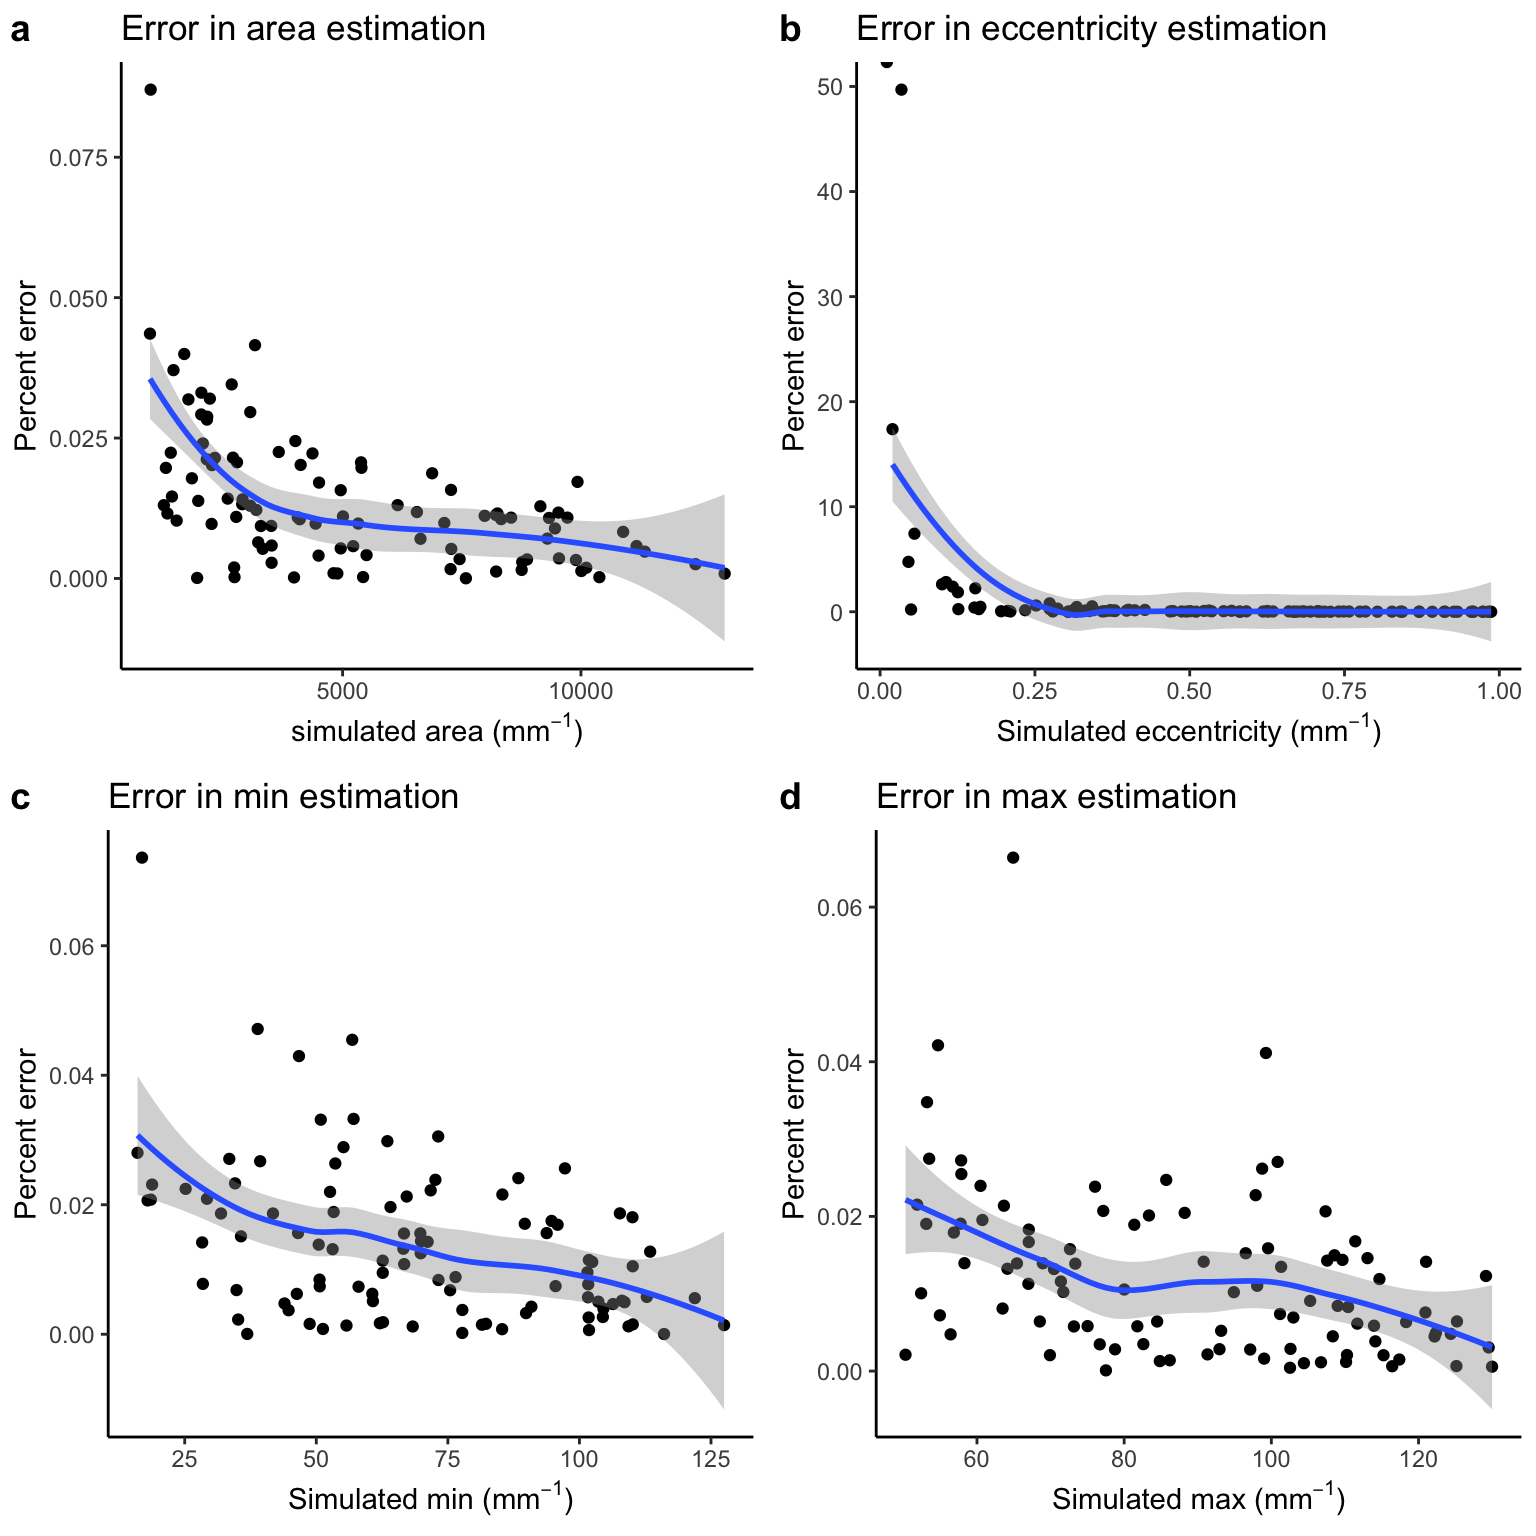 a Error in area estimation
Percent error
0.075
0.050
0.025
0.000
5000 10000
simulated area (mm⁻¹)
b Error in eccentricity estimation
Percent error
50
40
30
20
10
0
0.00 0.25 0.50 0.75 1.00
Simulated eccentricity (mm⁻¹)
c Error in min estimation
Percent error
0.06
0.04
0.02
0.00
25 50 75 100 125
Simulated min (mm⁻¹)
d Error in max estimation
Percent error
0.06
0.04
0.02
0.00
60 80 100 120
Simulated max (mm⁻¹)